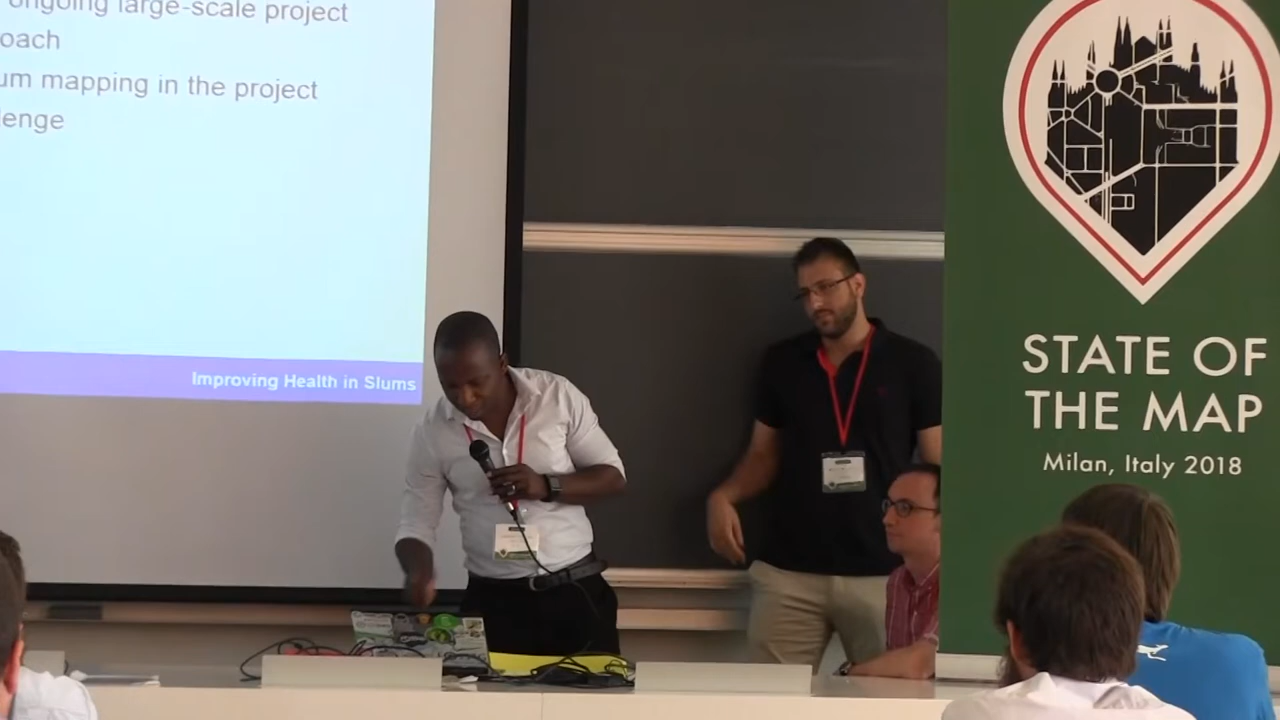 ongoing large-scale project
oach
um mapping in the project
lenge
Improving Health in Slums
STATE OF
THE MAP
Milan, Italy 2018